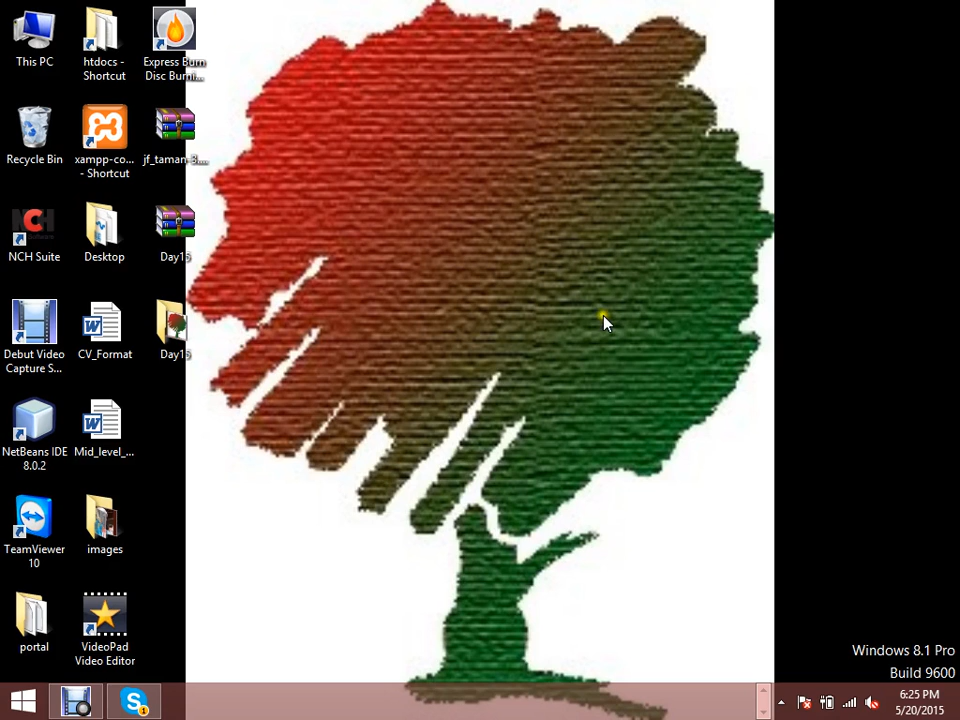 This PC
htdocs -
Shortcut
Express Burn
Disc Burni...
Recycle Bin
xampp-co...
- Shortcut
jf_taman-3....
NCH Suite
Desktop
Day15
Debut Video
Capture S...
CV_Format
Day15
NetBeans IDE
8.0.2
Mid_level_...
TeamViewer
10
images
portal
VideoPad
Video Editor
Windows 8.1 Pro
Build 9600
6:25 PM
5/20/2015